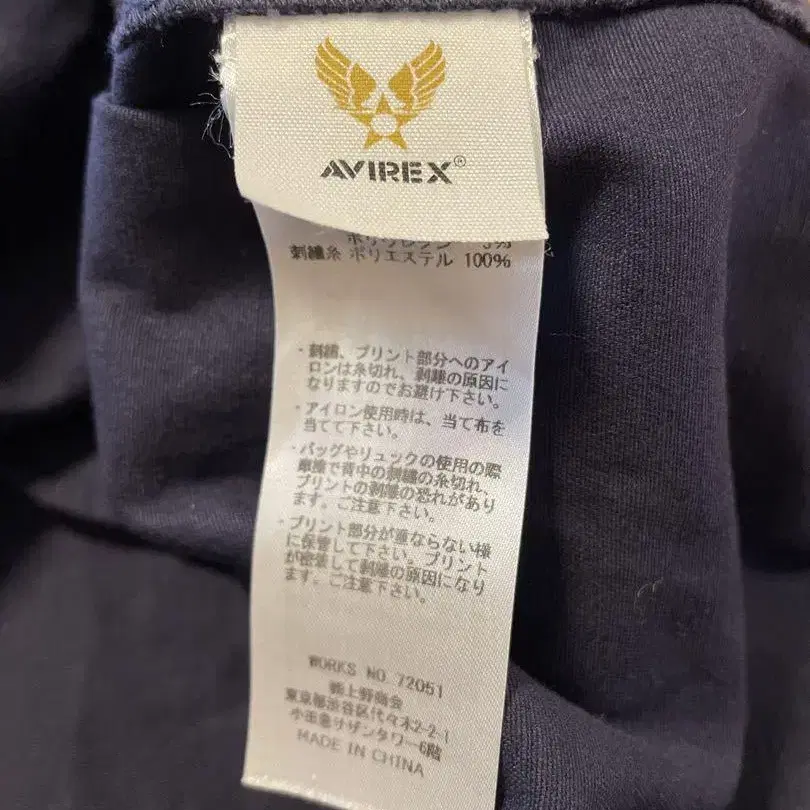 AVIREX®
ポリウレタン 5%
刺繍糸 ポリエステル 100%
・刺繍、プリント部分へのアイ
ロンは糸切れ、剥離の原因に
なりますのでお避け下さい。
・アイロン使用時は、当て布を
当てて下さい。
・バッグやリュックの使用の際
摩擦で背中の刺繍の糸切れ、
プリントの剥離の恐れがあり
ます。ご注意下さい。
・プリント部分が重ならない様
に保管して下さい。プリント
が密着して剥離の原因になり
ます。ご注意下さい。
WORKS NO. 72051
㈱上野商会
東京都渋谷区代々木2-2-1
小田急サザンタワー6階
MADE IN CHINA